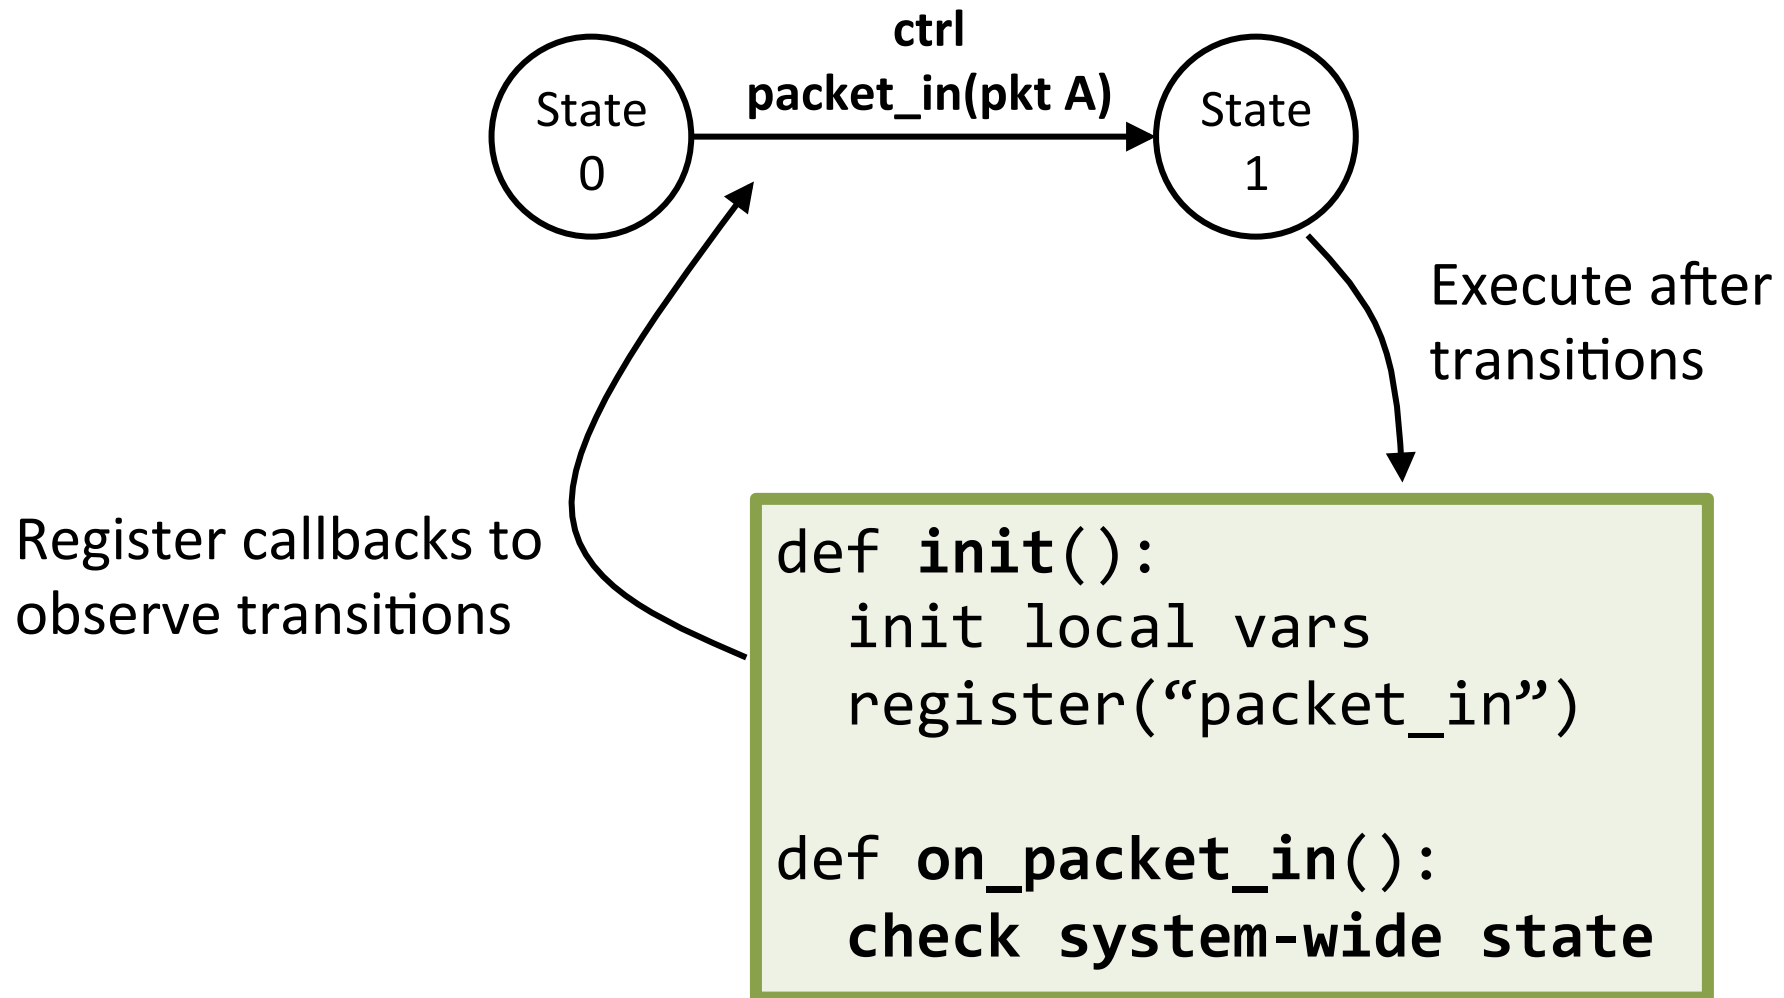 ctrl
packet_in(pkt A)
State
0
State
1
Execute after
transitions
Register callbacks to
observe transitions
def init():
  init local vars
  register(“packet_in”)

def on_packet_in():
  check system-wide state